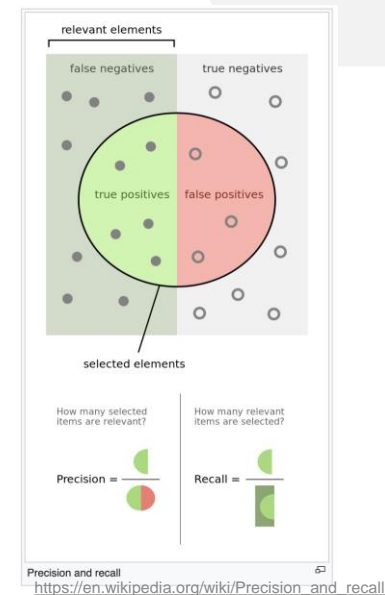 relevant elements
false negatives
true negatives
true positives
false positives
selected elements
How many selected
items are relevant?
How many relevant
items are selected?
Precision =
Recall =
Precision and recall
https://en.wikipedia.org/wiki/Precision_and_recall